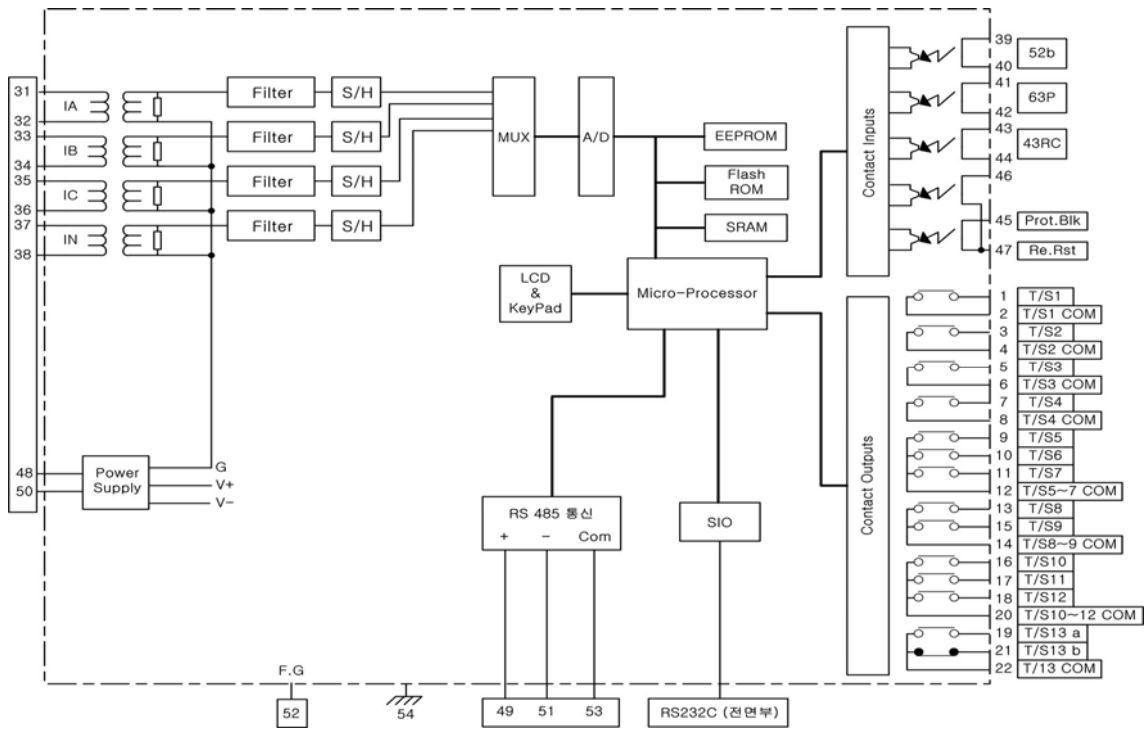 31
IA
32
33
IB
34
35
IC
36
37
IN
38
Filter
S/H
Filter
S/H
Filter
S/H
Filter
S/H
MUX
A/D
EEPROM
Flash
ROM
SRAM
LCD
&
KeyPad
Micro-Processor
Contact Inputs
39
52b
40
41
63P
42
43
43RC
44
46
45 Prot.Blk
47 Re.Rst
Contact Outputs
1 T/S1
2 T/S1 COM
3 T/S2
4 T/S2 COM
5 T/S3
6 T/S3 COM
7 T/S4
8 T/S4 COM
9 T/S5
10 T/S6
11 T/S7
12 T/S5~7 COM
13 T/S8
15 T/S9
14 T/S8~9 COM
16 T/S10
17 T/S11
18 T/S12
20 T/S10~12 COM
19 T/S13 a
21 T/S13 b
22 T/13 COM
48
50
Power
Supply
G
V+
V-
RS 485 통신
+ - Com
SIO
F.G
52
54
49 51 53
RS232C (전면부)